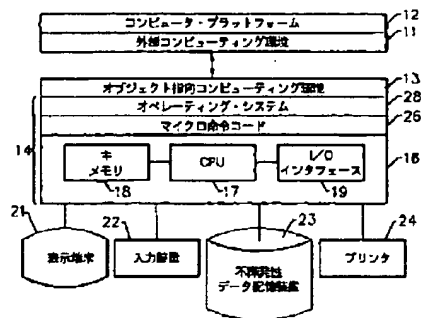 コンピュータ・プラットフォーム 12
外部コンピューティング環境 11
オブジェクト指向コンピューティング環境 13
オペレーティング・システム 28
マイクロ命令コード 26
14
主メモリ 18
CPU 17
I/O インタフェース 19
16
21 表示端末
22 入力装置
23 不揮発性データ記憶装置
24 プリンタ